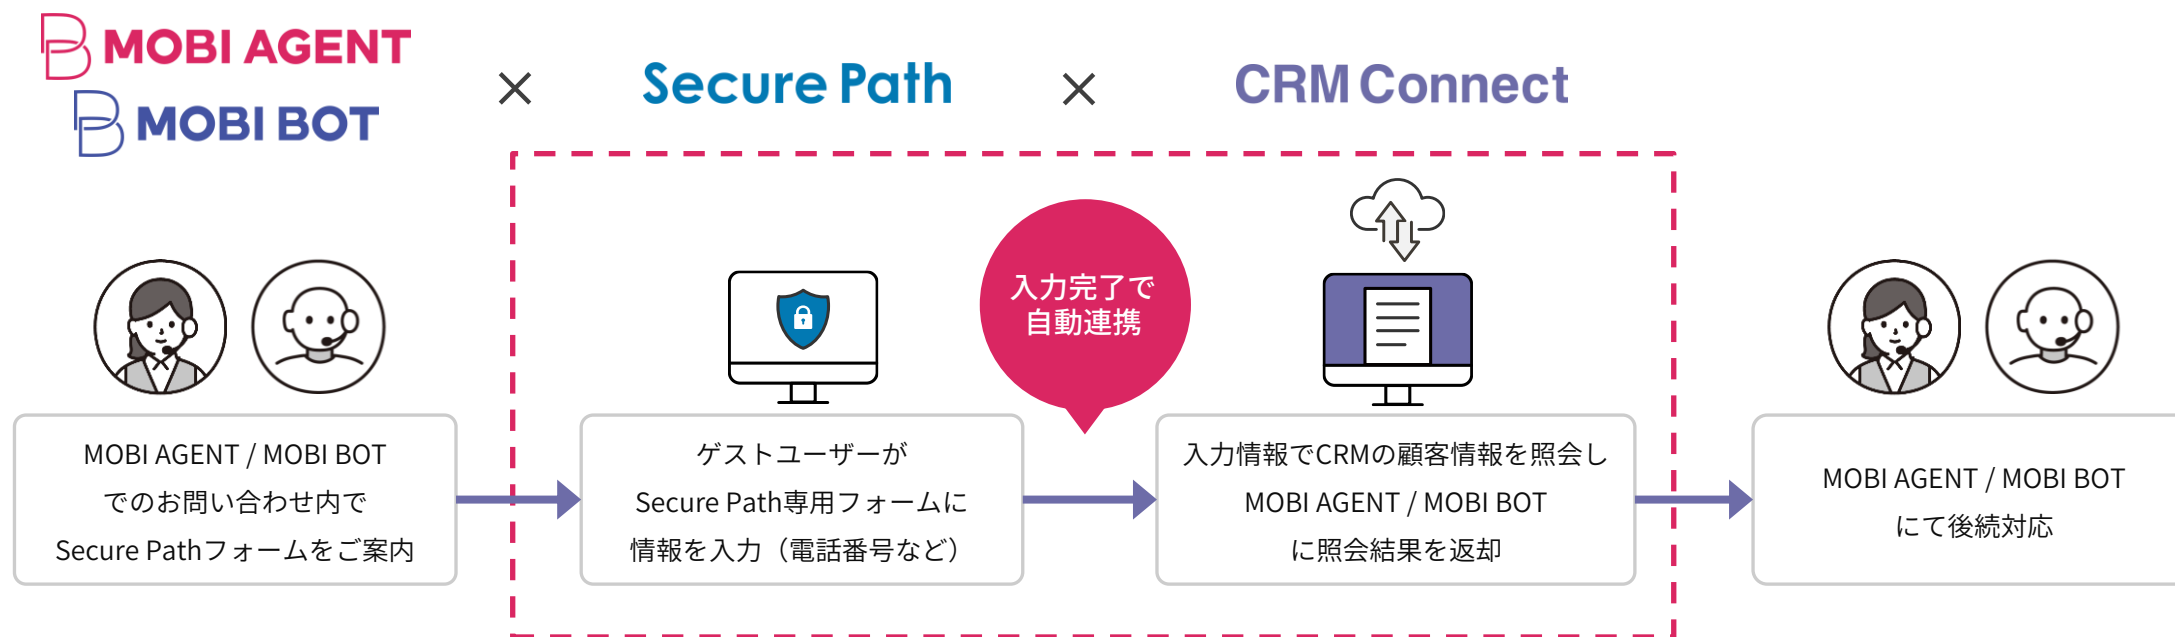 MOBI AGENT
MOBI BOT
×
Secure Path
×
CRM Connect
入力完了で
自動連携
MOBI AGENT / MOBI BOT
でのお問い合わせ内で
Secure Pathフォームをご案内
ゲストユーザーが
Secure Path専用フォームに
情報を入力（電話番号など）
入力情報でCRMの顧客情報を照会し
MOBI AGENT / MOBI BOT
に照会結果を返却
MOBI AGENT / MOBI BOT
にて後続対応